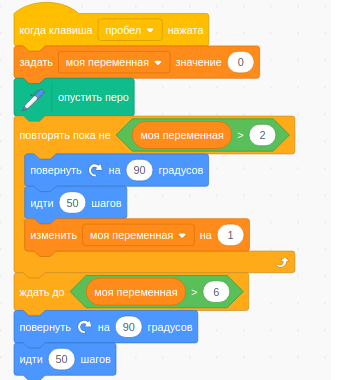 когда клавиша пробел нажата
задать моя переменная значение 0
опустить перо
повторять пока не моя переменная > 2
повернуть на 90 градусов
идти 50 шагов
изменить моя переменная на 1
ждать до моя переменная > 6
повернуть на 90 градусов
идти 50 шагов